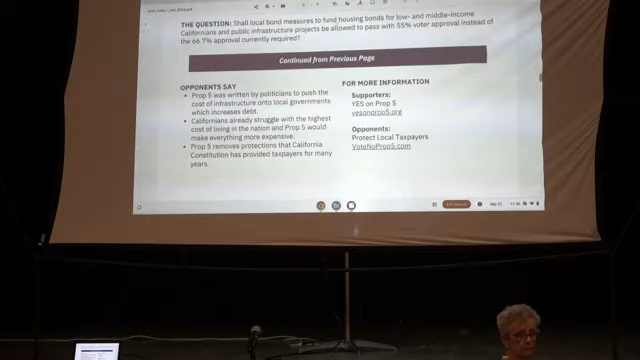 THE QUESTION: Shall local bond measures to fund housing bonds for low- and middle-income
Californians and public infrastructure projects be allowed to pass with 55% voter approval instead of
the 66.7% approval currently required?
Continued from Previous Page
OPPONENTS SAY
• Prop 5 was written by politicians to push the
cost of infrastructure onto local governments
which increases debt.
• Californians already struggle with the highest
cost of living in the nation and Prop 5 would
make everything more expensive.
• Prop 5 removes protections that California
Constitution has provided taxpayers for many
years.
FOR MORE INFORMATION
Supporters:
YES on Prop 5
yesonprop5.org
Opponents:
Protect Local Taxpayers
VoteNoProp5.com